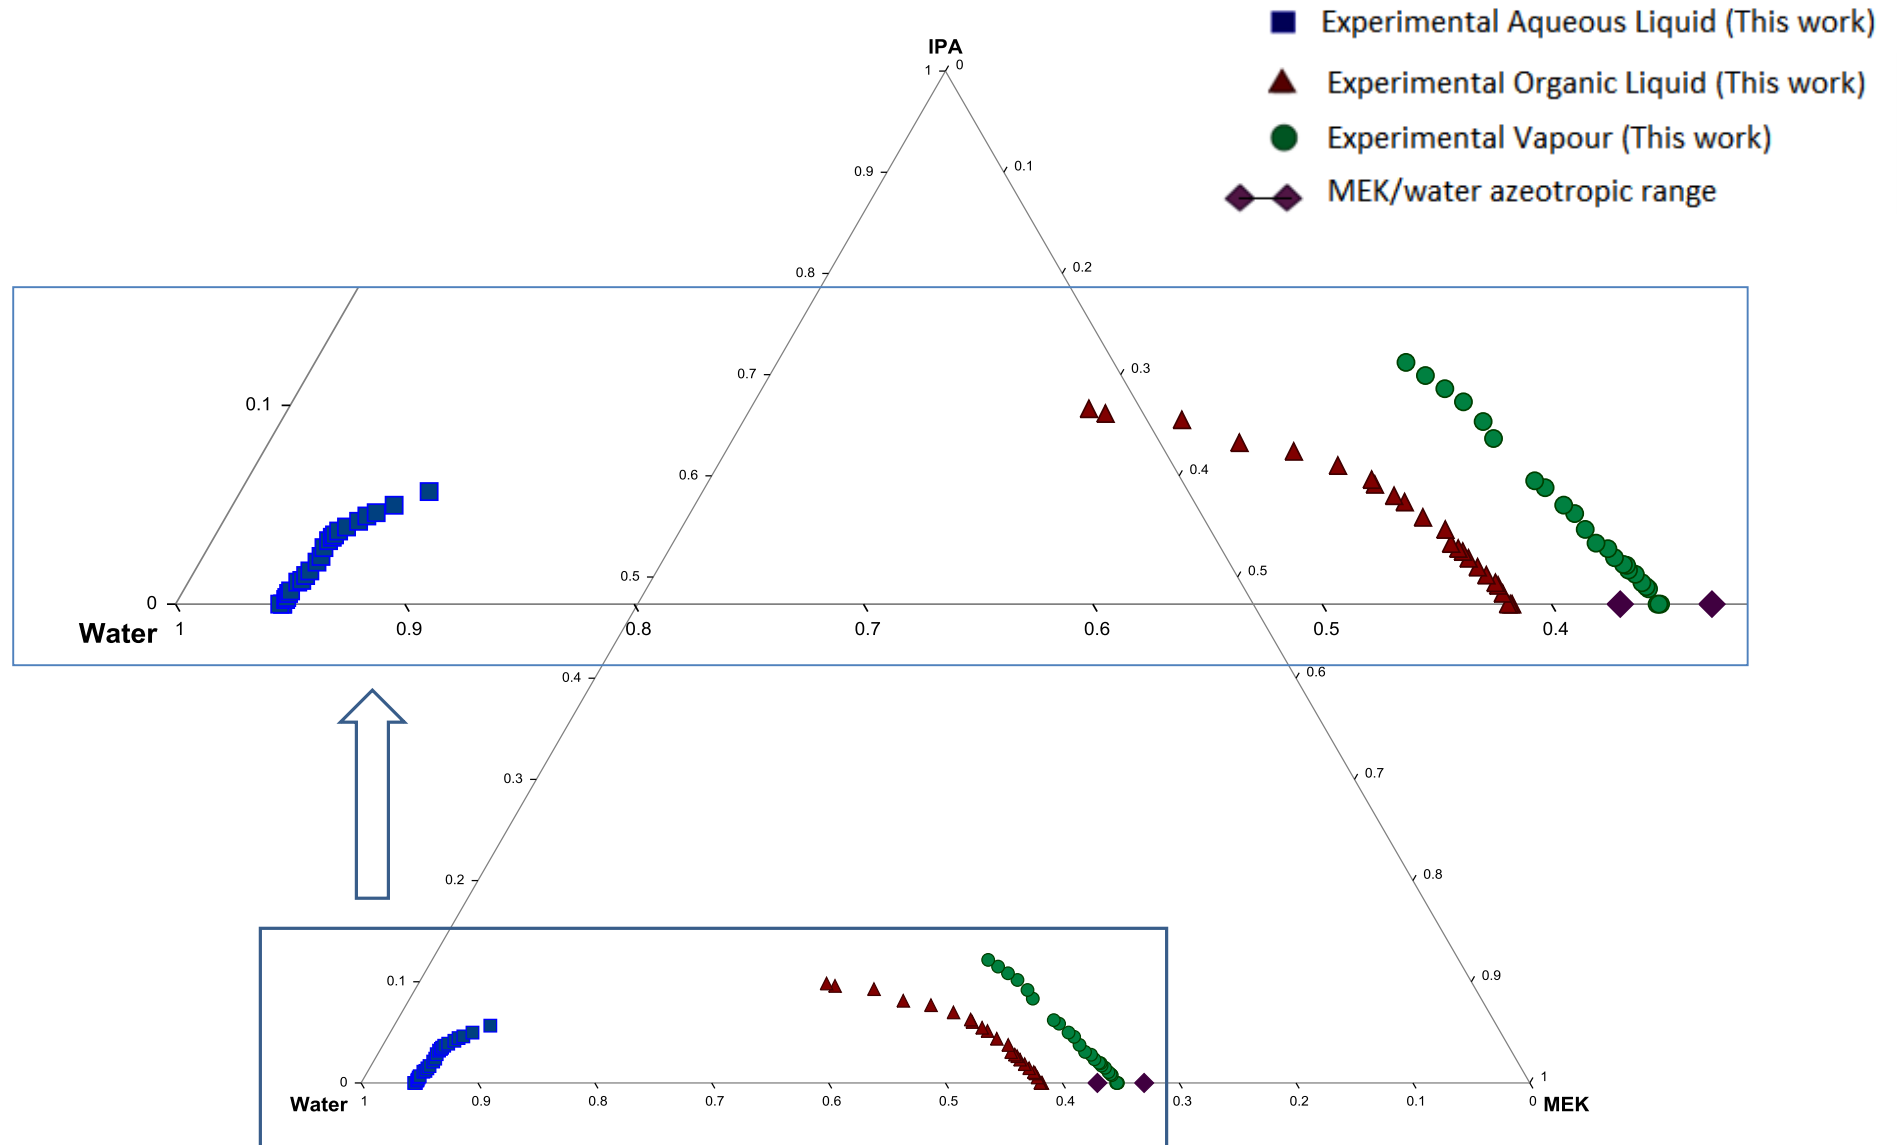 Experimental Aqueous Liquid (This work)
IPA
1 0
Experimental Organic Liquid (This work)
Experimental Vapour (This work)
0.9 0.1
MEK/water azeotropic range
0.8 0.2
0.7 0.3
0.1
0.6 0.4
0.5 0.5
0
Water 1 0.9 0.8 0.7 0.6 0.5 0.4
0.4 0.6
0.3 0.7
0.2 0.8
0.1 0.9
0 1
Water 1 0.9 0.8 0.7 0.6 0.5 0.4 0.3 0.2 0.1 0 MEK